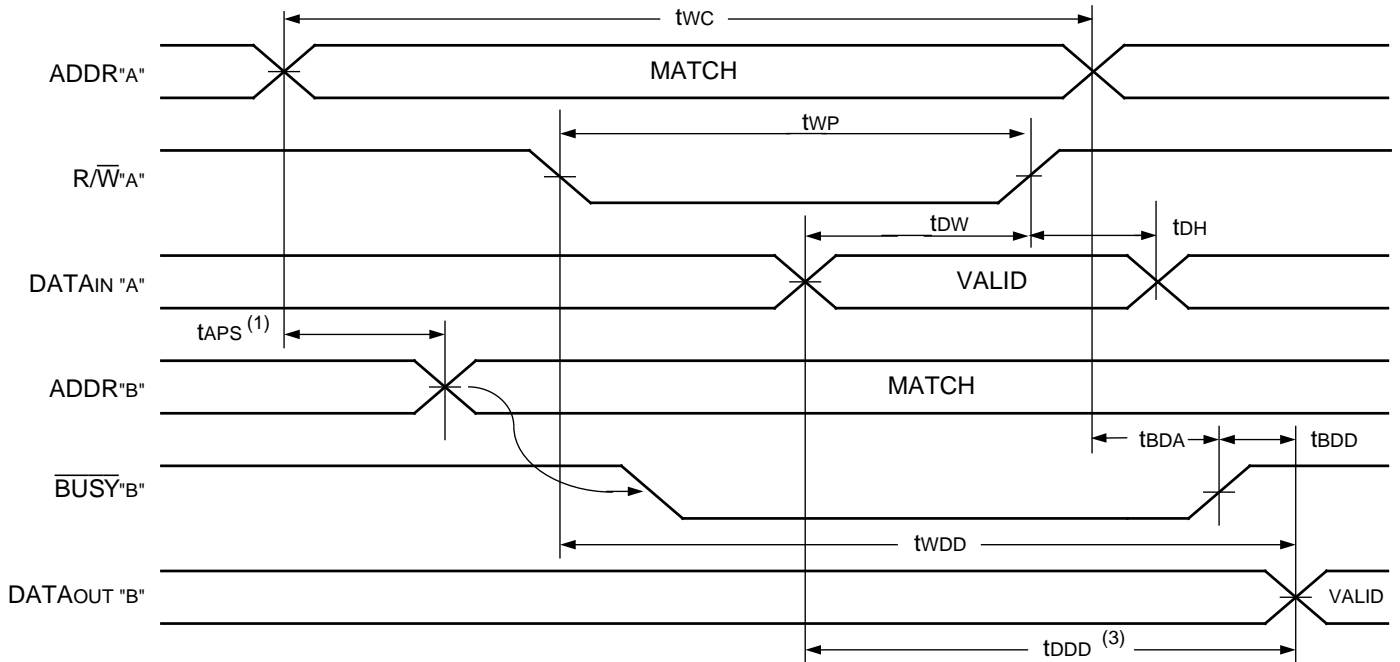 tWC
ADDR"A"
MATCH
tWP
R/W̅"A"
tDW
tDH
DATAIN "A"
VALID
tAPS (1)
ADDR"B"
MATCH
tBDA
tBDD
B̅U̅S̅Y̅"B"
tWDD
DATAOUT "B"
VALID
tDDD (3)